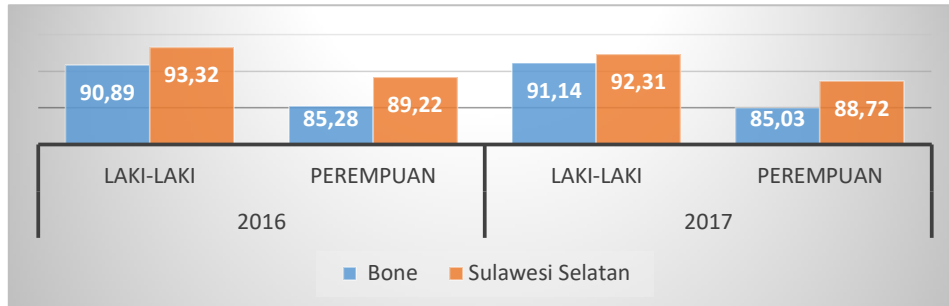 90,89 93,32 85,28 89,22 91,14 92,31 85,03 88,72
LAKI-LAKI PEREMPUAN LAKI-LAKI PEREMPUAN
2016 2017
Bone Sulawesi Selatan